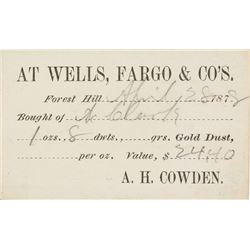 AT WELLS, FARGO & CO'S.
Forest Hill, April 28 1878
Bought of A Clark
1 ozs. 8 dwts. grs. Gold Dust,
per oz. Value, $24.40
A. H. COWDEN.